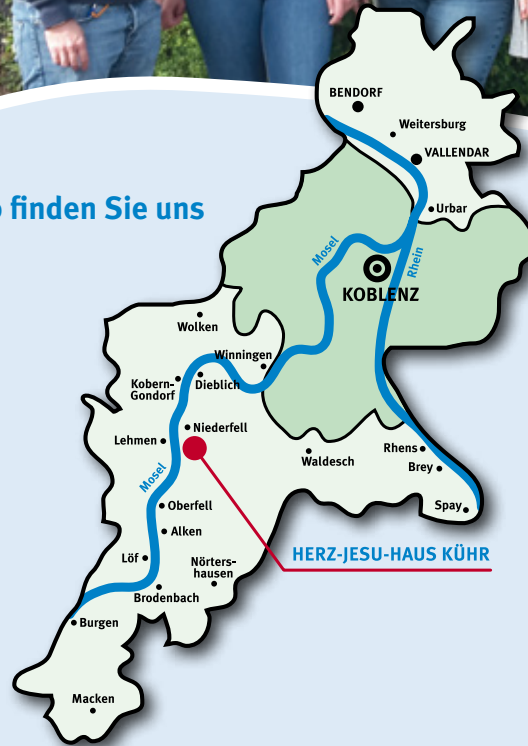 BENDORF
Weitersburg
VALLENDAR
finden Sie uns
Urbar
Mosel
Rhein
KOBLENZ
Wolken
Winningen
Kobern-
Gondorf
Dieblich
Niederfell
Lehmen
Waldesch
Rhens
Brey
Mosel
Oberfell
Spay
Alken
HERZ-JESU-HAUS KÜHR
Löf
Nörters-
hausen
Brodenbach
Burgen
Macken